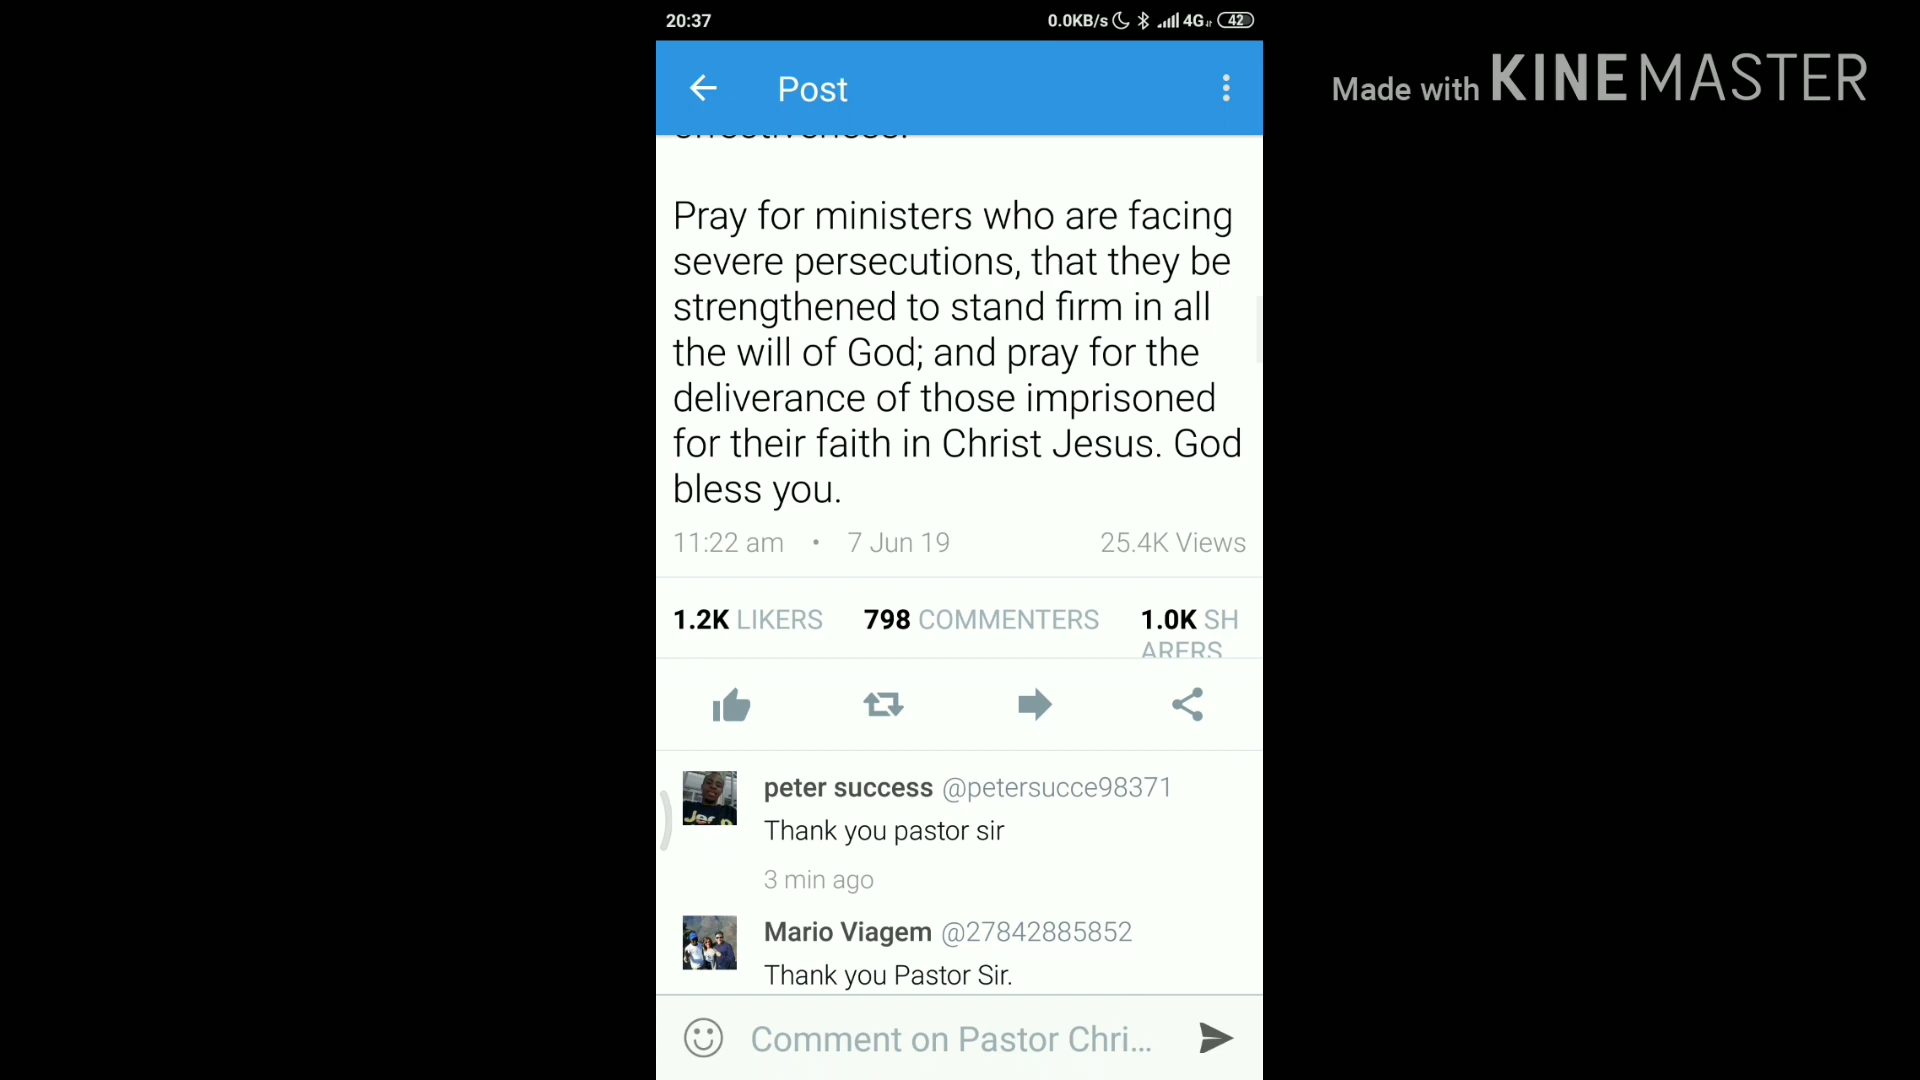 20:37
0.0KB/s 4G 42
Post
Made with KINEMASTER
Pray for ministers who are facing
severe persecutions, that they be
strengthened to stand firm in all
the will of God; and pray for the
deliverance of those imprisoned
for their faith in Christ Jesus. God
bless you.
11:22 am • 7 Jun 19 25.4K Views
1.2K LIKERS 798 COMMENTERS 1.0K SH
ARERS
peter success @petersucce98371
Thank you pastor sir
3 min ago
Mario Viagem @27842885852
Thank you Pastor Sir.
Comment on Pastor Chri...